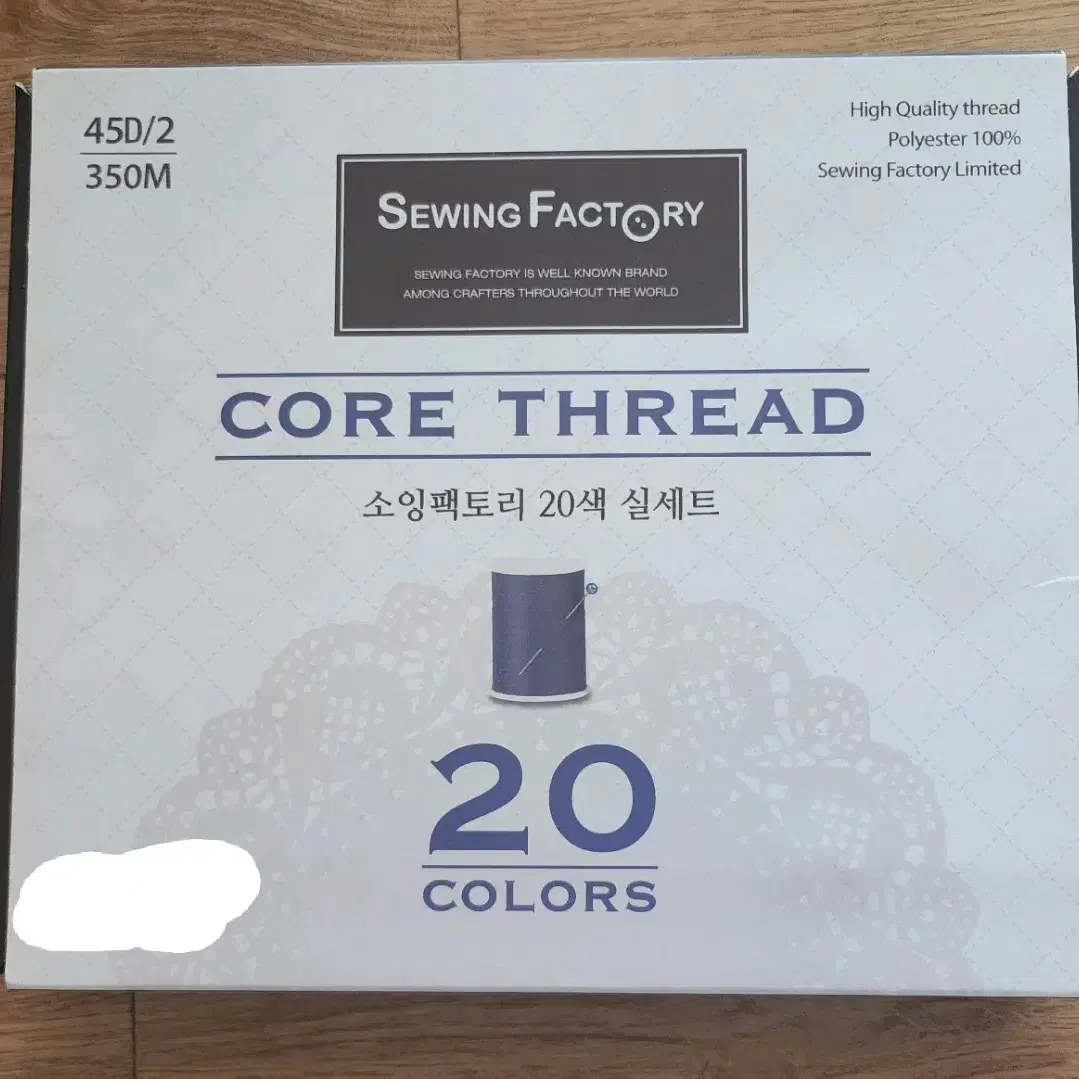 45D/2
350M
High Quality thread
Polyester 100%
Sewing Factory Limited
SEWING FACTORY
SEWING FACTORY IS WELL KNOWN BRAND
AMONG CRAFTERS THROUGHOUT THE WORLD
CORE THREAD
소잉팩토리 20색 실세트
20
COLORS